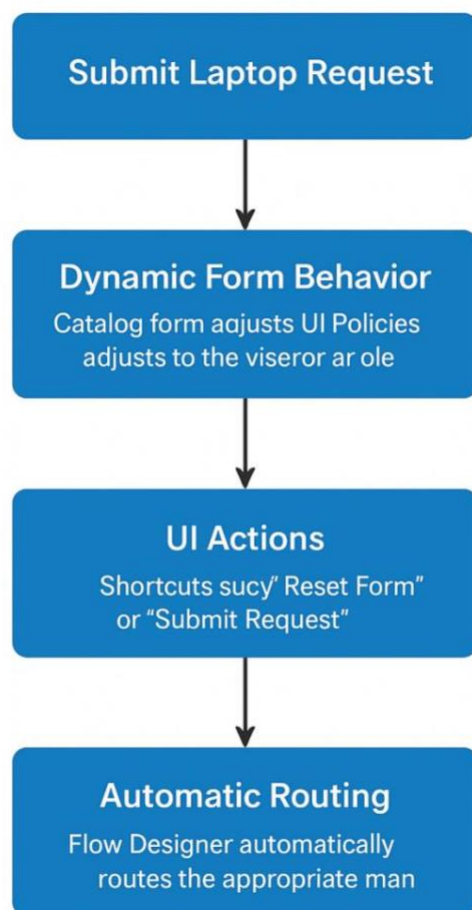 Submit Laptop Request
Dynamic Form Behavior
Catalog form aqjusts UI Policies
adjusts to the viseror ar ole
UI Actions
Shortcuts sucy” Reset Form”
or “Submit Request”
Automatic Routing
Flow Designer automatically
routes the appropriate man